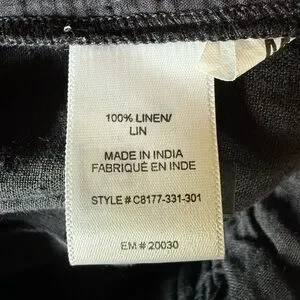 100% LINEN/
LIN
MADE IN INDIA
FABRIQUÉ EN INDE
STYLE # C8177-331-301
EM # 20030